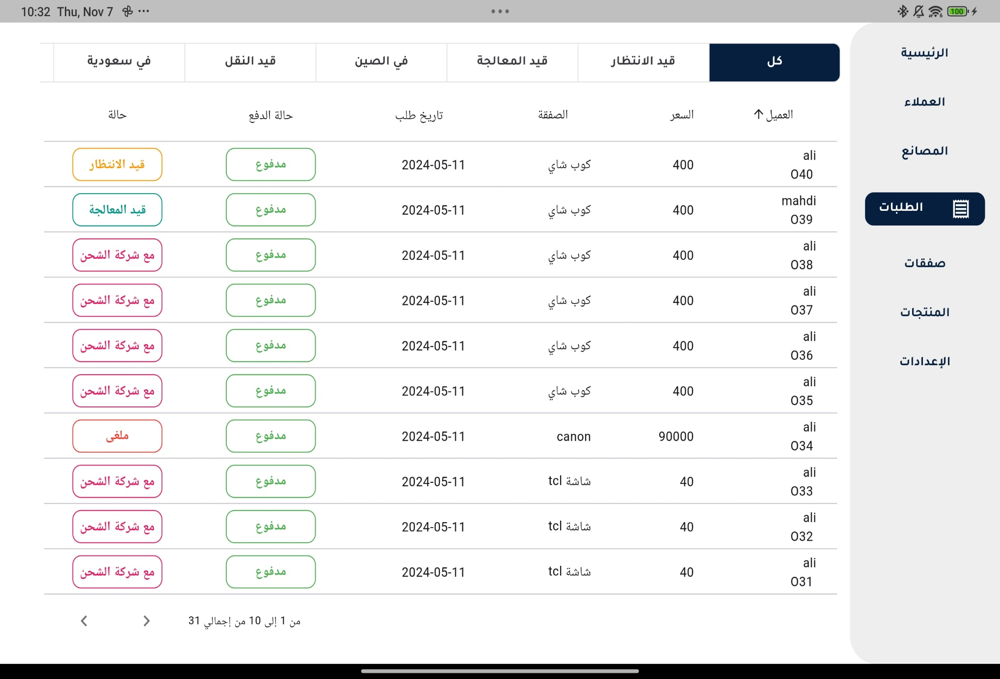 10:32 Thu, Nov 7
100
الرئيسية
العملاء
المصانع
الطلبات
صفقات
المنتجات
الإعدادات
كل
قيد الانتظار
قيد المعالجة
في الصين
قيد النقل
في سعودية
العميل ↑ السعر الصفقة تاريخ طلب حالة الدفع حالة
ali 400 كوب شاي 2024-05-11 مدفوع قيد الانتظار
O40
mahdi 400 كوب شاي 2024-05-11 مدفوع قيد المعالجة
O39
ali 400 كوب شاي 2024-05-11 مدفوع مع شركة الشحن
O38
ali 400 كوب شاي 2024-05-11 مدفوع مع شركة الشحن
O37
ali 400 كوب شاي 2024-05-11 مدفوع مع شركة الشحن
O36
ali 400 كوب شاي 2024-05-11 مدفوع مع شركة الشحن
O35
ali 90000 canon 2024-05-11 مدفوع ملغى
O34
ali 40 شاشة tcl 2024-05-11 مدفوع مع شركة الشحن
O33
ali 40 شاشة tcl 2024-05-11 مدفوع مع شركة الشحن
O32
ali 40 شاشة tcl 2024-05-11 مدفوع مع شركة الشحن
O31
من 1 إلى 10 من إجمالي 31